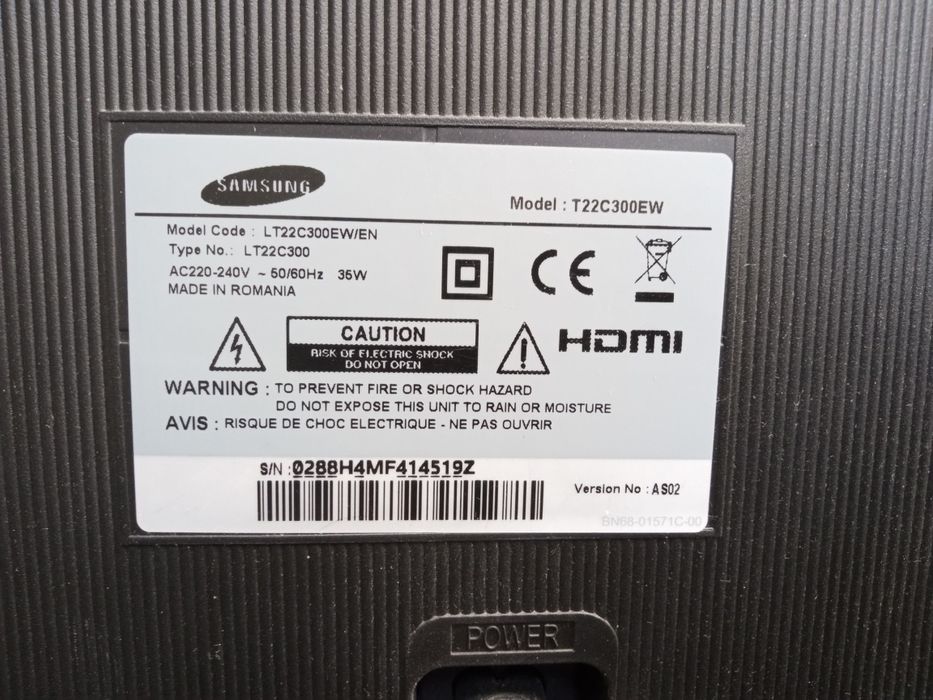 SAMSUNG
Model : T22C300EW
Model Code : LT22C300EW/EN
Type No.: LT22C300
AC220-240V ~ 50/60Hz 35W
MADE IN ROMANIA
CE
CAUTION
RISK OF ELECTRIC SHOCK
DO NOT OPEN
HDMI
WARNING : TO PREVENT FIRE OR SHOCK HAZARD
DO NOT EXPOSE THIS UNIT TO RAIN OR MOISTURE
AVIS : RISQUE DE CHOC ELECTRIQUE - NE PAS OUVRIR
S/N : 0288H4MF414519Z
Version No : AS02
BN68-01571C-00
POWER